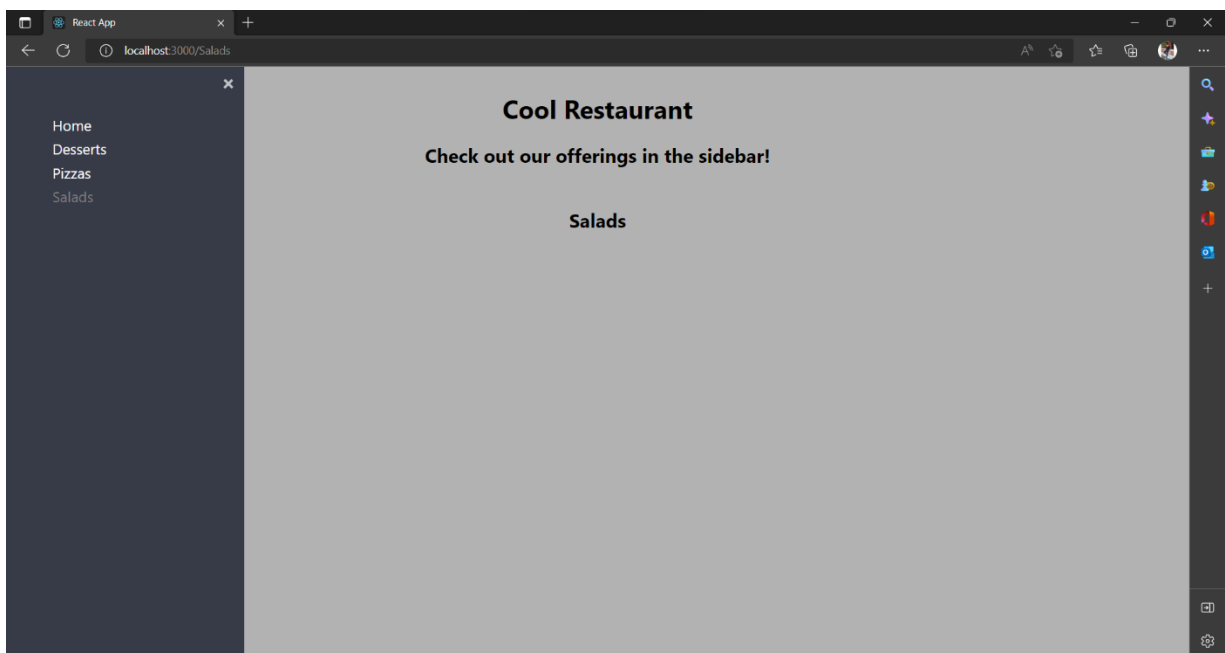 React App
localhost:3000/Salads
Home
Desserts
Pizzas
Salads
Cool Restaurant
Check out our offerings in the sidebar!
Salads